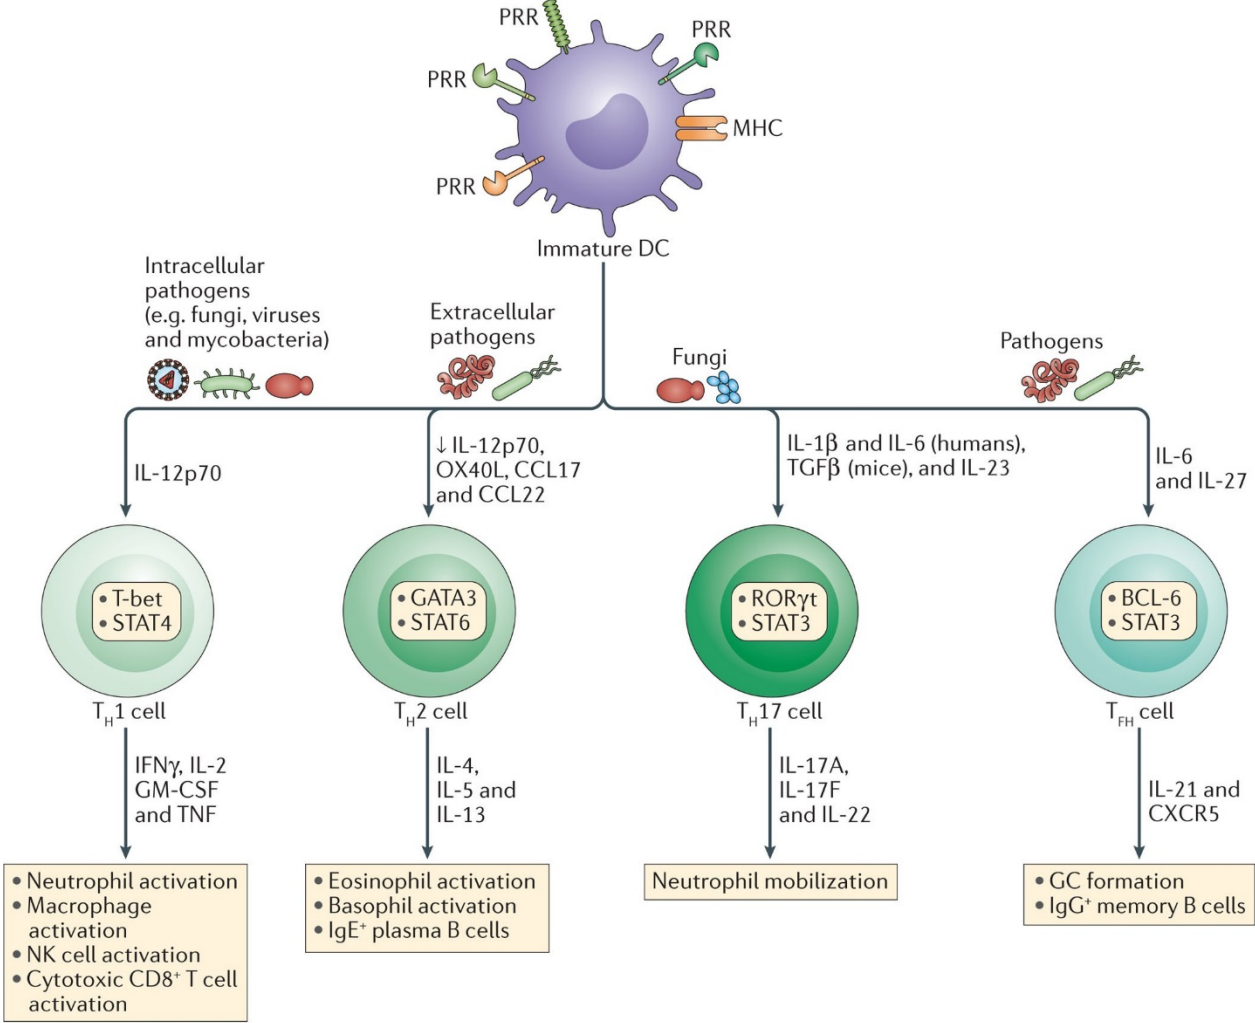 PRR
PRR
PRR
MHC
PRR
Immature DC
Intracellular
pathogens
(e.g. fungi, viruses
and mycobacteria)
Extracellular
pathogens
Fungi
Pathogens
IL-12p70
↓ IL-12p70,
OX40L, CCL17
and CCL22
IL-1β and IL-6 (humans),
TGFβ (mice), and IL-23
IL-6
and IL-27
• T-bet
• STAT4
• GATA3
• STAT6
• RORγt
• STAT3
• BCL-6
• STAT3
TH1 cell
TH2 cell
TH17 cell
TFH cell
IFNγ, IL-2
GM-CSF
and TNF
IL-4,
IL-5 and
IL-13
IL-17A,
IL-17F
and IL-22
IL-21 and
CXCR5
• Neutrophil activation
• Macrophage
activation
• NK cell activation
• Cytotoxic CD8+ T cell
activation
• Eosinophil activation
• Basophil activation
• IgE+ plasma B cells
Neutrophil mobilization
• GC formation
• IgG+ memory B cells